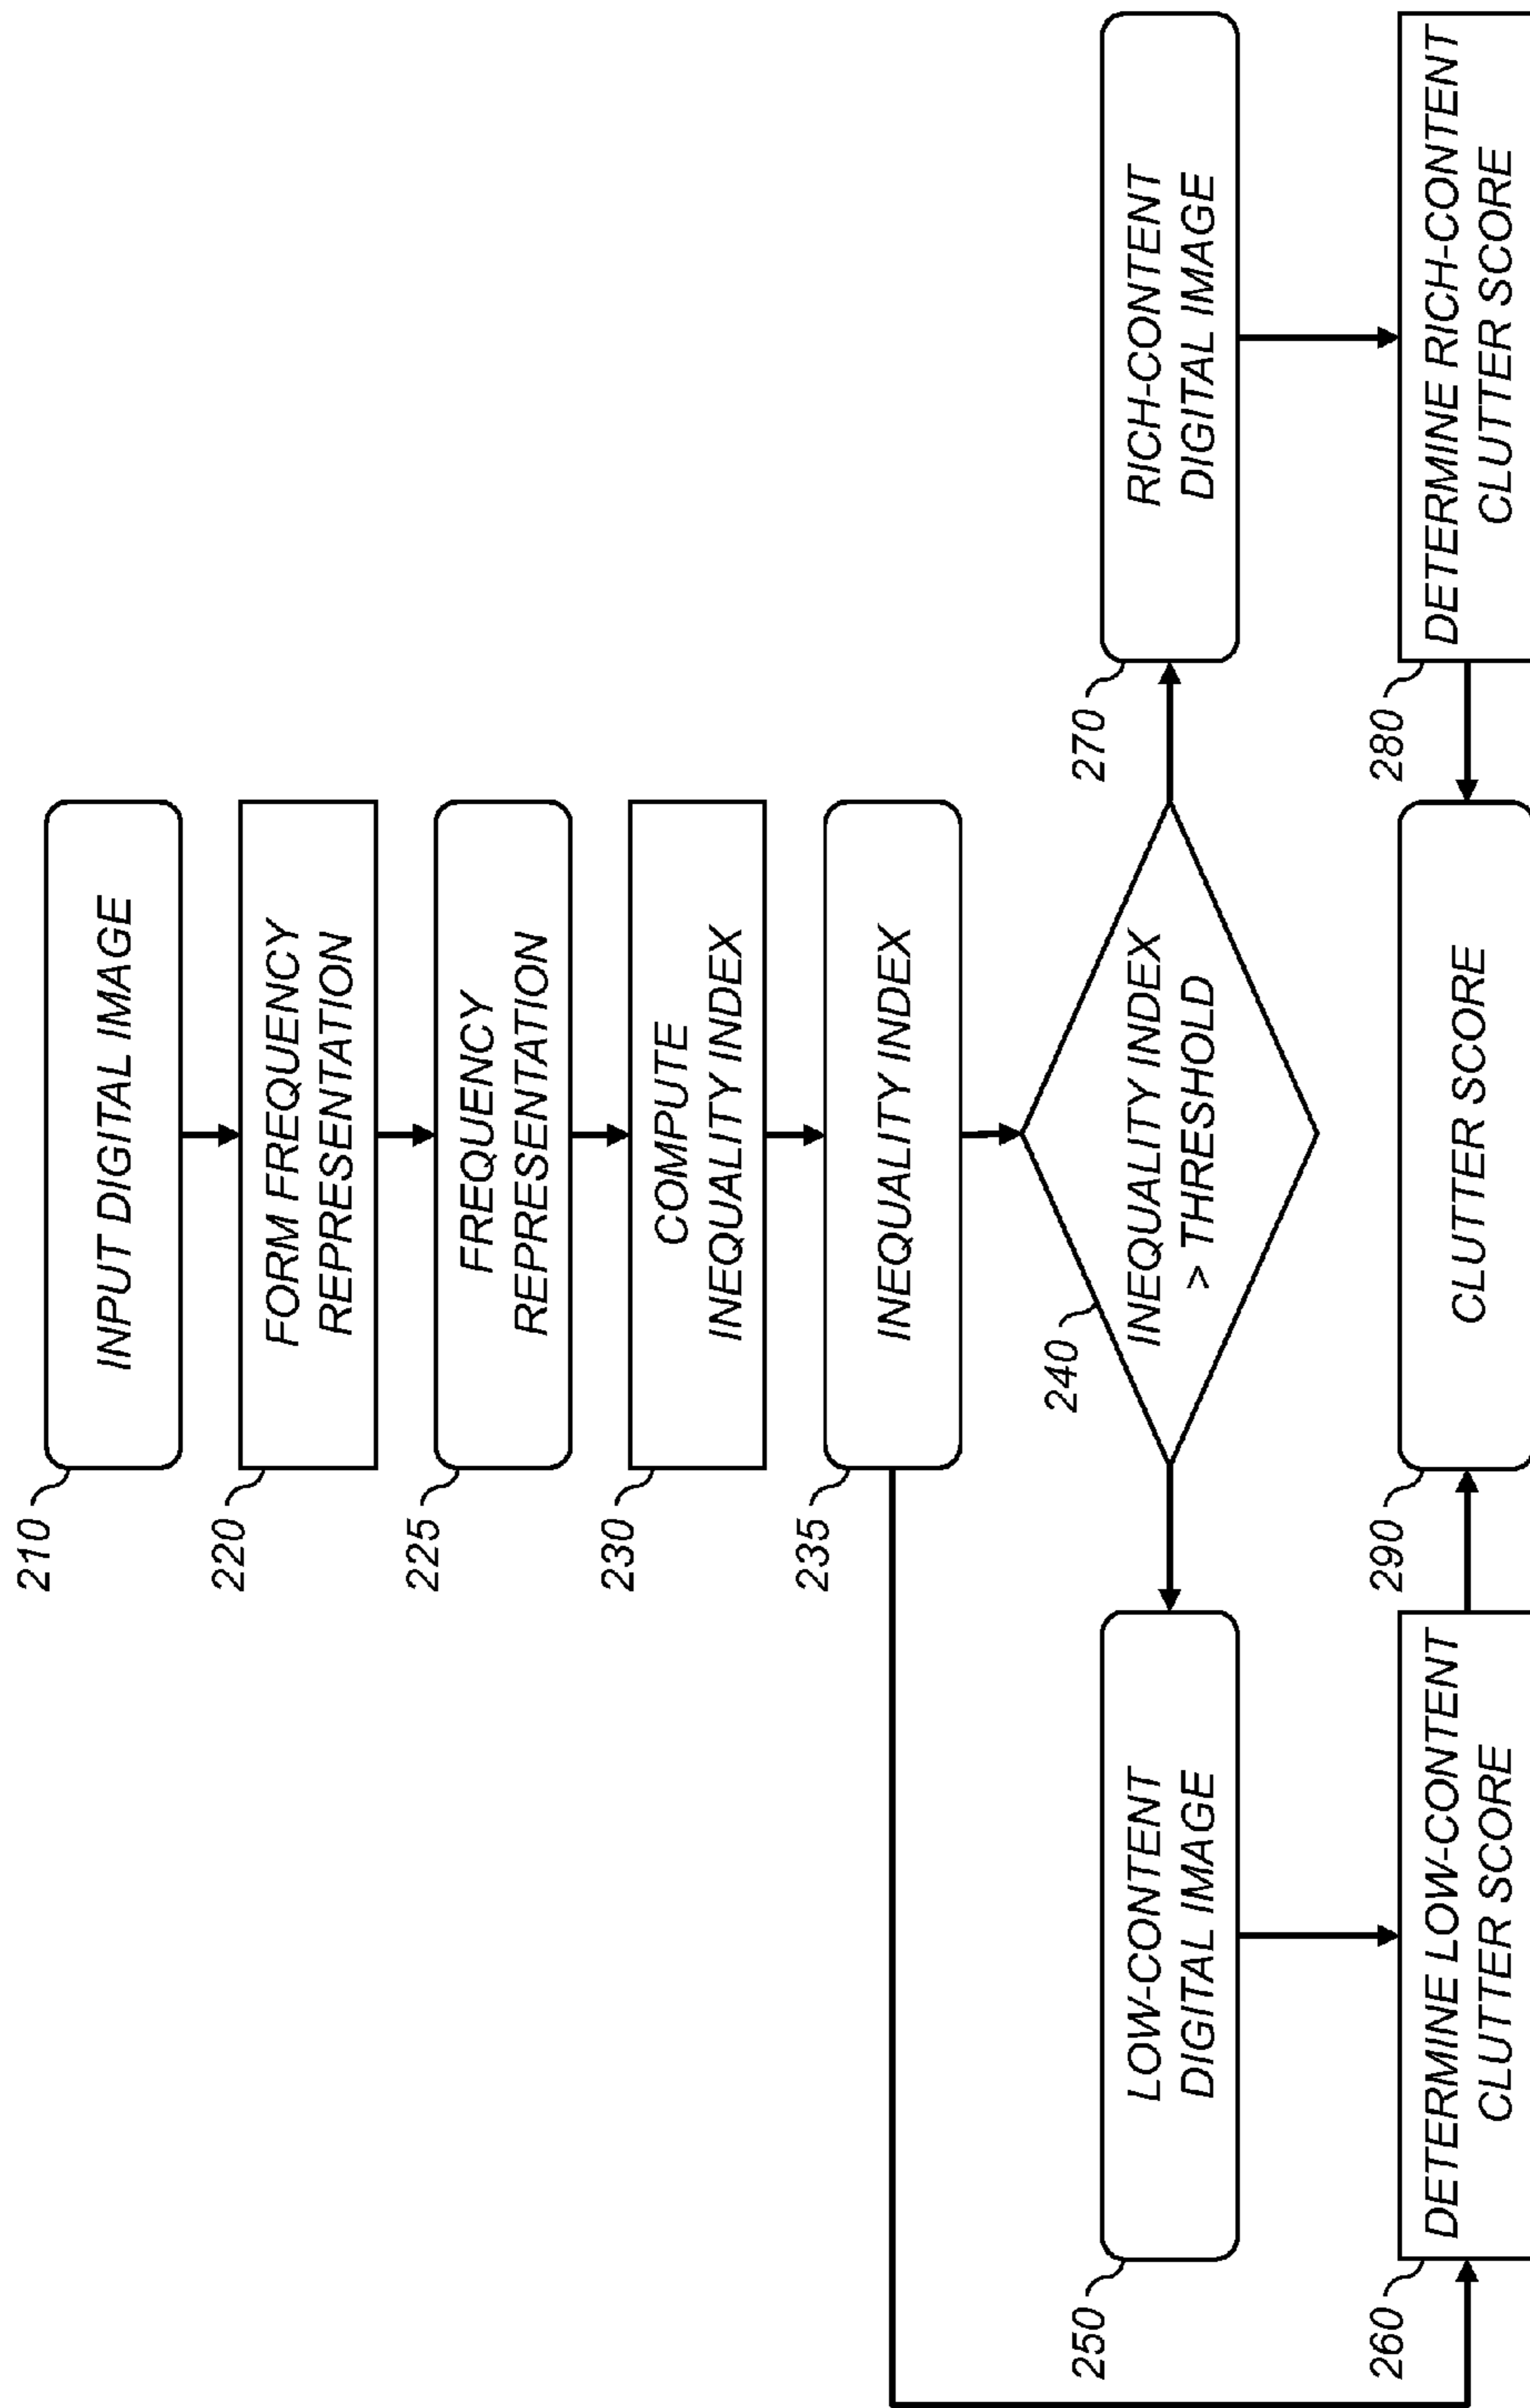 210
INPUT DIGITAL IMAGE
220
FORM FREQUENCY
REPRESENTATION
225
FREQUENCY
REPRESENTATION
230
COMPUTE
INEQUALITY INDEX
235
INEQUALITY INDEX
240
INEQUALITY INDEX
> THRESHOLD
250
LOW-CONTENT
DIGITAL IMAGE
270
RICH-CONTENT
DIGITAL IMAGE
260
DETERMINE LOW-CONTENT
CLUTTER SCORE
290
CLUTTER SCORE
280
DETERMINE RICH-CONTENT
CLUTTER SCORE